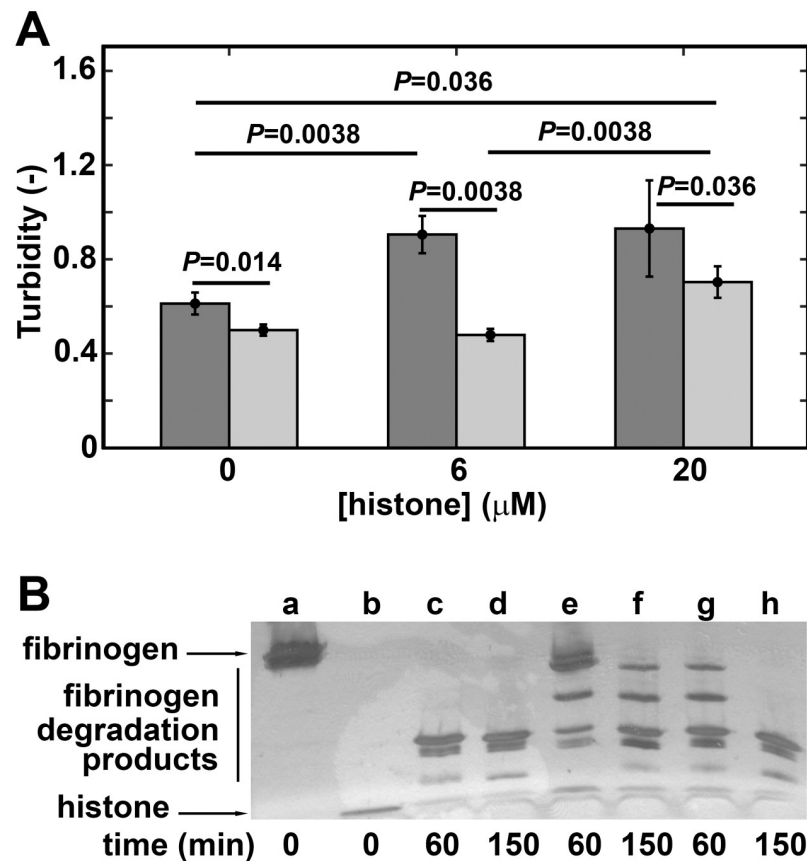 A
1.6
P=0.036
P=0.0038 P=0.0038
1.2
P=0.0038 P=0.036
Turbidity (-)
0.8
P=0.014
0.4
0
0 6 20
[histone] (μM)
B
a b c d e f g h
fibrinogen
fibrinogen
degradation
products
histone
time (min) 0 0 60 150 60 150 60 150